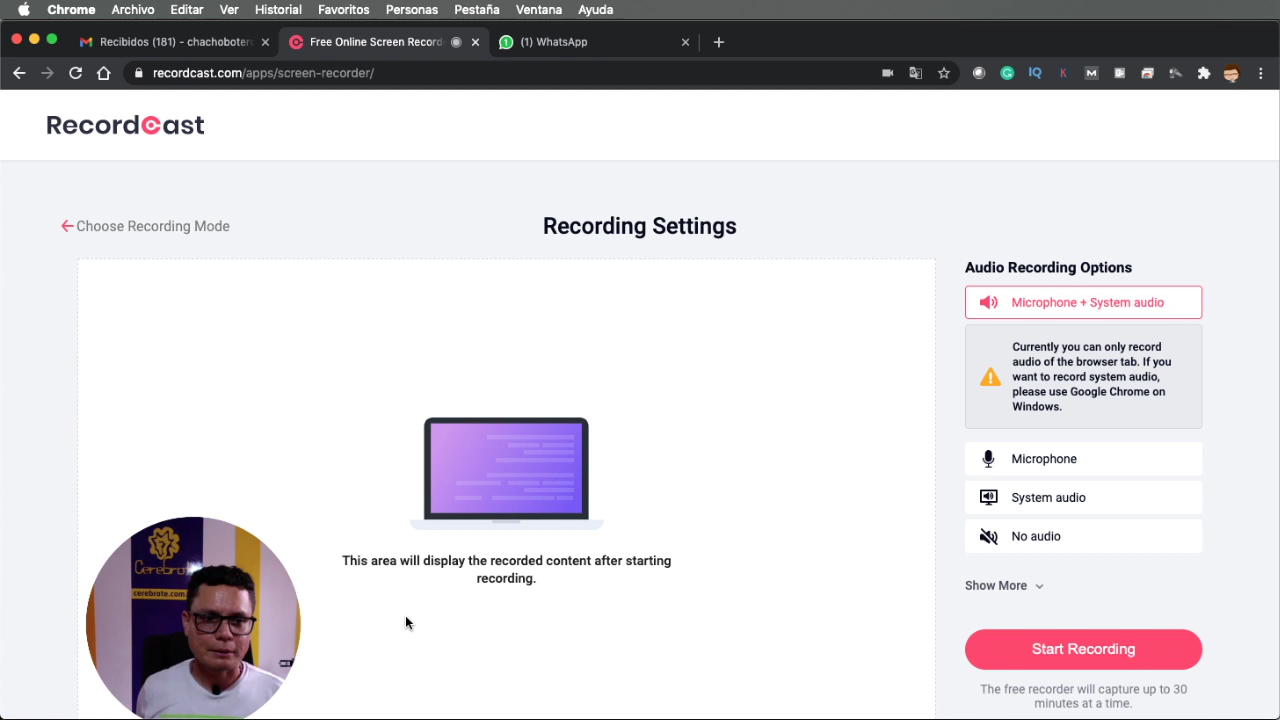 Chrome Archivo Editar Ver Historial Favoritos Personas Pestaña Ventana Ayuda
Recibidos (181) - chachoboter
Free Online Screen Record
(1) WhatsApp
recordcast.com/apps/screen-recorder/
RecordCast
Choose Recording Mode
Recording Settings
Audio Recording Options
Microphone + System audio
Currently you can only record
audio of the browser tab. If you
want to record system audio,
please use Google Chrome on
Windows.
Microphone
System audio
No audio
Show More
Start Recording
The free recorder will capture up to 30
minutes at a time.
This area will display the recorded content after starting
recording.
Cerebrote
cerebrote.com